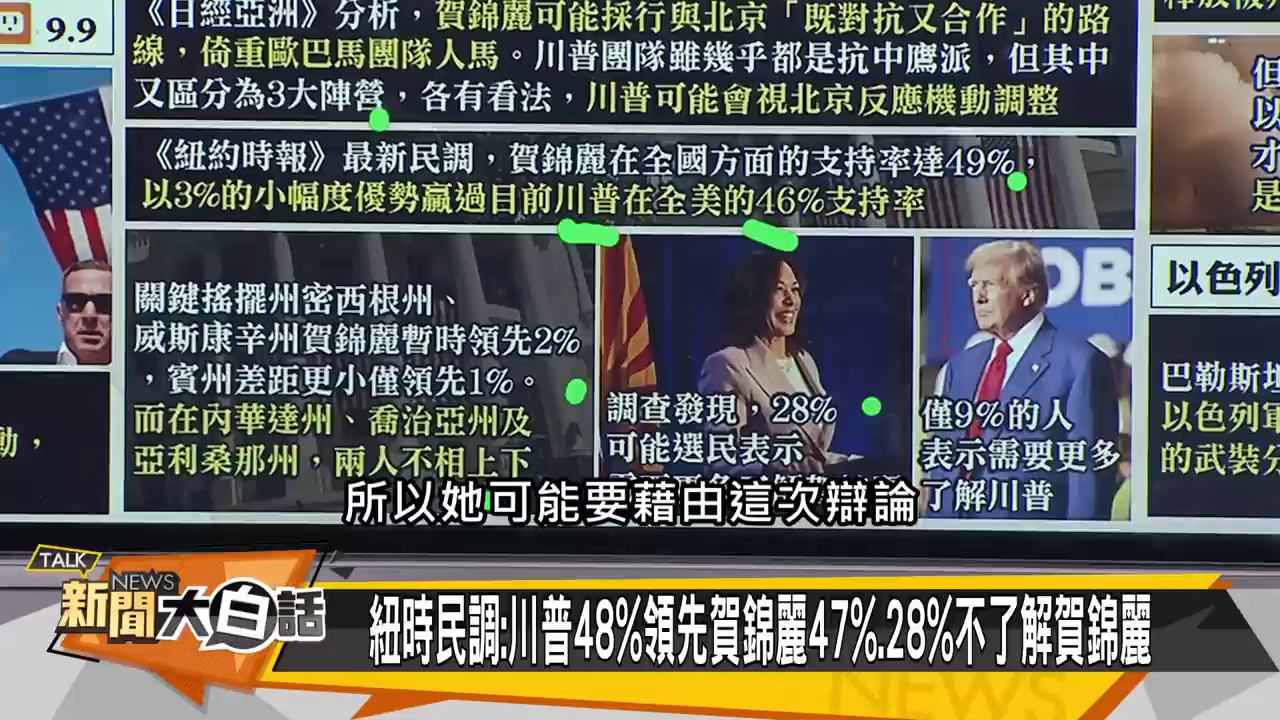 9.9
《日經亞洲》分析，賀錦麗可能採行與北京「既對抗又合作」的路
線，倚重歐巴馬團隊人馬。川普團隊雖幾乎都是抗中鷹派，但其中
又區分為3大陣營，各有看法，川普可能會視北京反應機動調整
《紐約時報》最新民調，賀錦麗在全國方面的支持率達49%，
以3%的小幅度優勢贏過目前川普在全美的46%支持率
關鍵搖擺州密西根州、
威斯康辛州賀錦麗暫時領先2%
，賓州差距更小僅領先1%。
而在內華達州、喬治亞州及
亞利桑那州，兩人不相上下
調查發現，28%
可能選民表示
僅9%的人
表示需要更多
了解川普
OB
但
以
才
是
以色列
巴勒斯坦
以色列軍
的武裝分
動，
所以她可能要藉由這次辯論
TALK
NEWS
新聞大白話
紐時民調:川普48%領先賀錦麗47%.28%不了解賀錦麗
NEWS